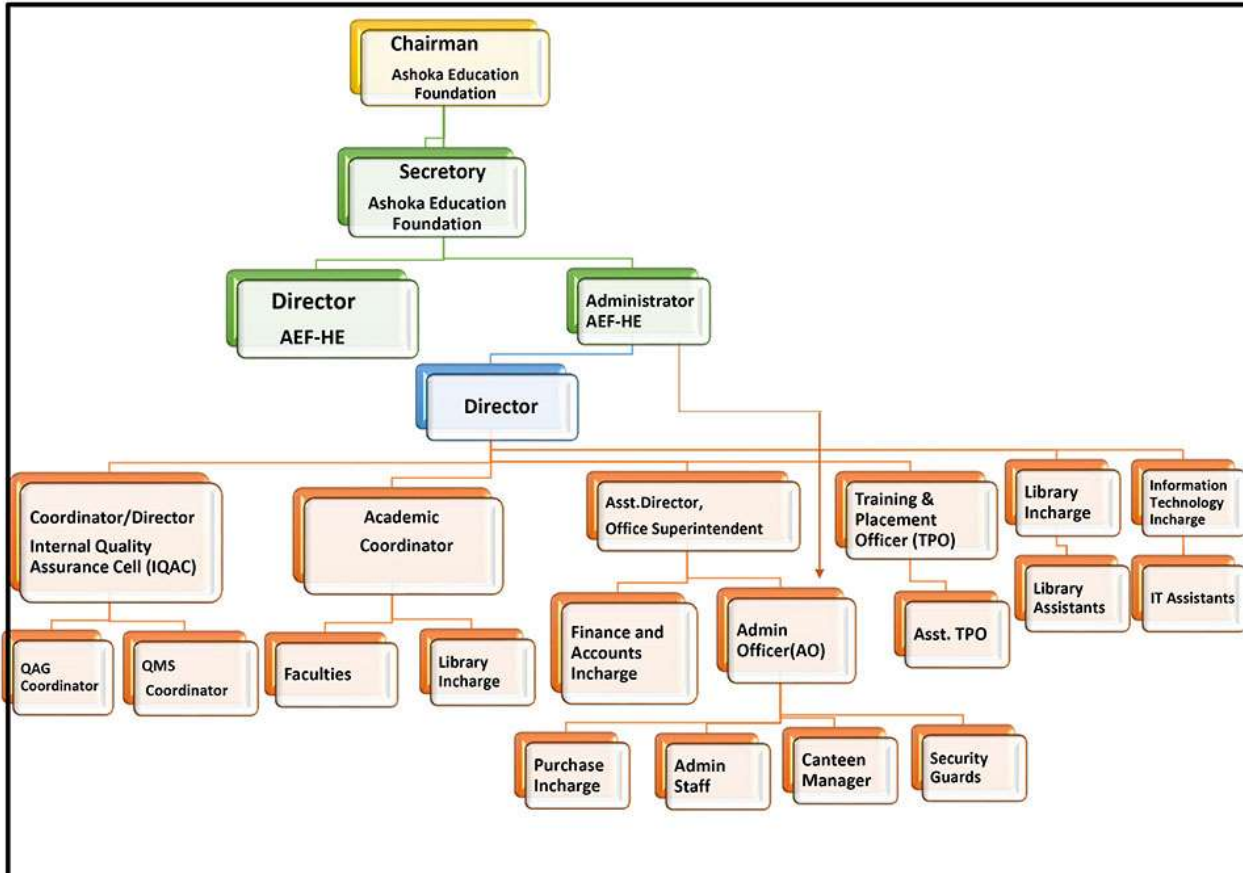 Chairman
Ashoka Education
Foundation
Secretory
Ashoka Education
Foundation
Director
AEF-HE
Administrator
AEF-HE
Director
Coordinator/Director
Internal Quality
Assurance Cell (IQAC)
Academic
Coordinator
Asst.Director,
Office Superintendent
Training &
Placement
Officer (TPO)
Library
Incharge
Information
Technology
Incharge
QAG
Coordinator
QMS
Coordinator
Faculties
Library
Incharge
Finance and
Accounts
Incharge
Admin
Officer(AO)
Asst. TPO
Library
Assistants
IT Assistants
Purchase
Incharge
Admin
Staff
Canteen
Manager
Security
Guards